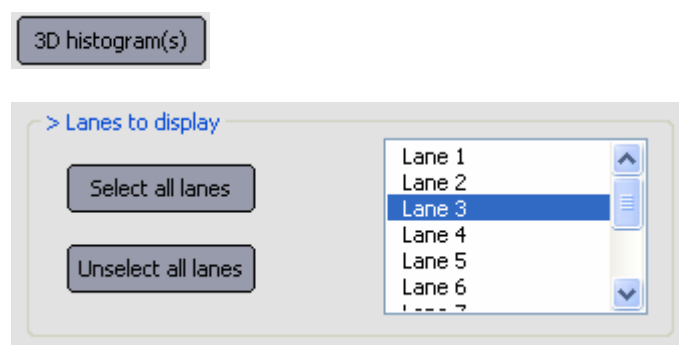 3D histogram(s)
> Lanes to display
Select all lanes
Unselect all lanes
Lane 1
Lane 2
Lane 3
Lane 4
Lane 5
Lane 6